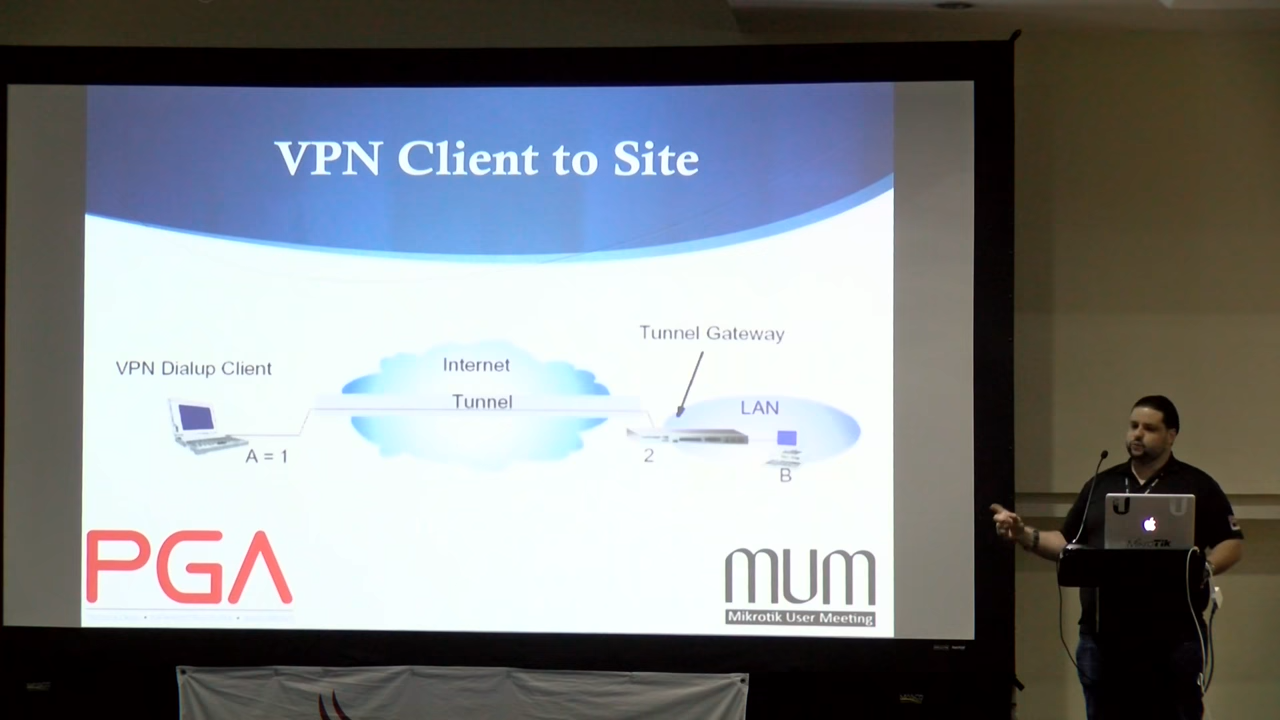 VPN Client to Site
Tunnel Gateway
VPN Dialup Client
Internet
Tunnel
LAN
A = 1
2
B
PGA
mum
Mikrotik User Meeting
MikroTik